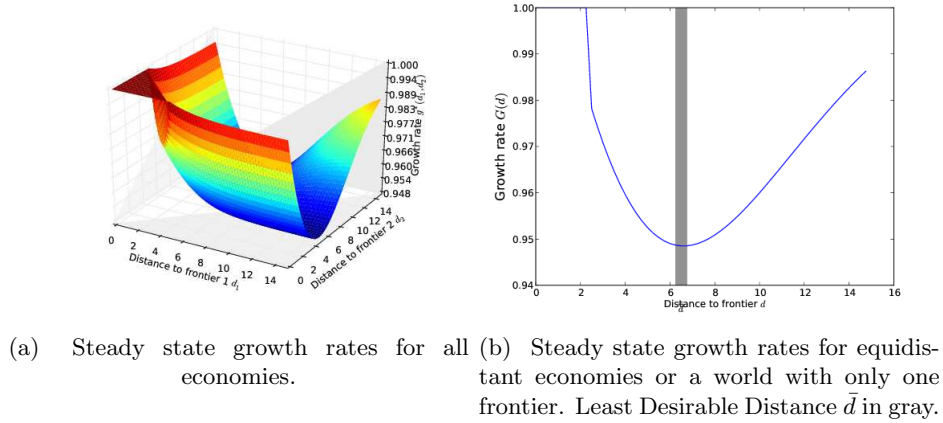 1.000
0.994
0.989
0.983
0.977
0.971
0.966
0.960
0.954
0.948
Growth rate g*(d₁,d₂)
0 2 4 6 8 10 12 14
Distance to frontier 1 d₁
0 2 4 6 8 10 12 14
Distance to frontier 2 d₃
1.00
0.99
0.98
0.97
0.96
0.95
0.94
Growth rate G(d)
0 2 4 6 8 10 12 14 16
Distance to frontier d
d̄
(a) Steady state growth rates for all
economies.
(b) Steady state growth rates for equidis-
tant economies or a world with only one
frontier. Least Desirable Distance d̄ in gray.